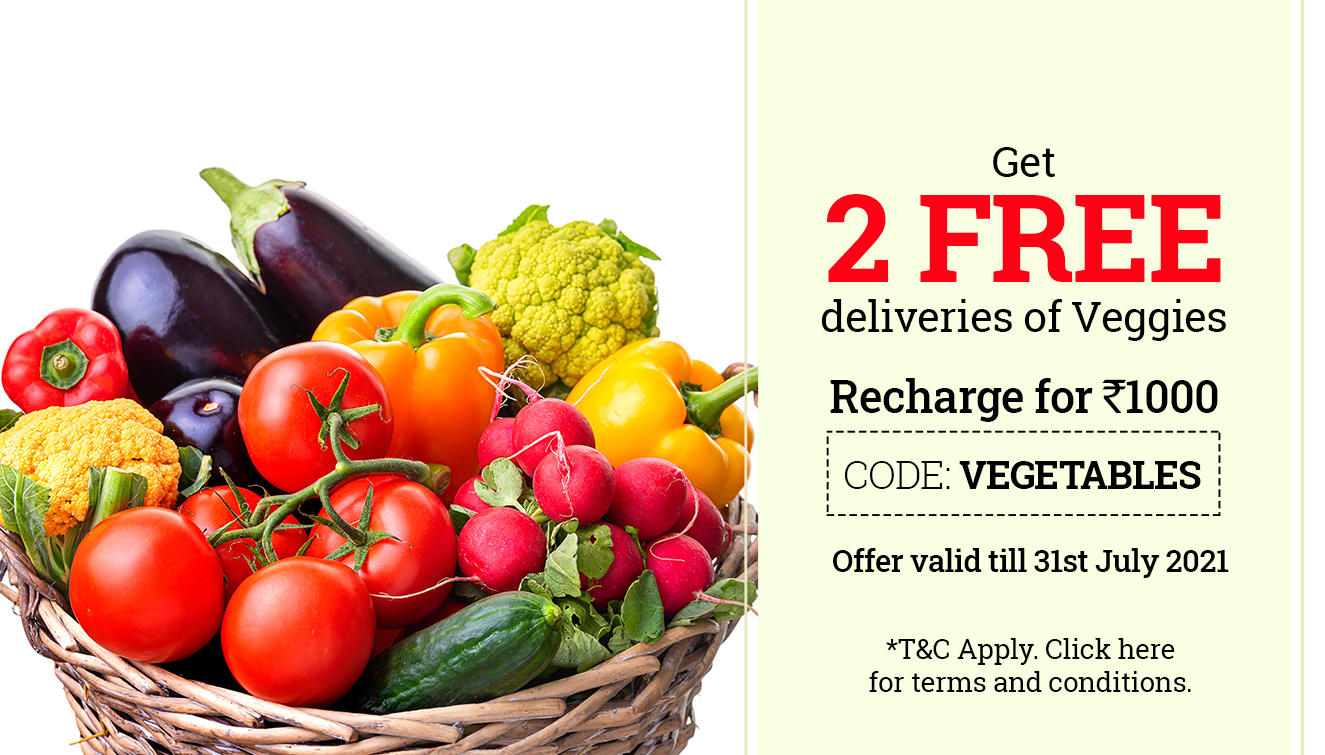 Get
2 FREE
deliveries of Veggies
Recharge for ₹1000
CODE: VEGETABLES
Offer valid till 31st July 2021
*T&C Apply. Click here
for terms and conditions.